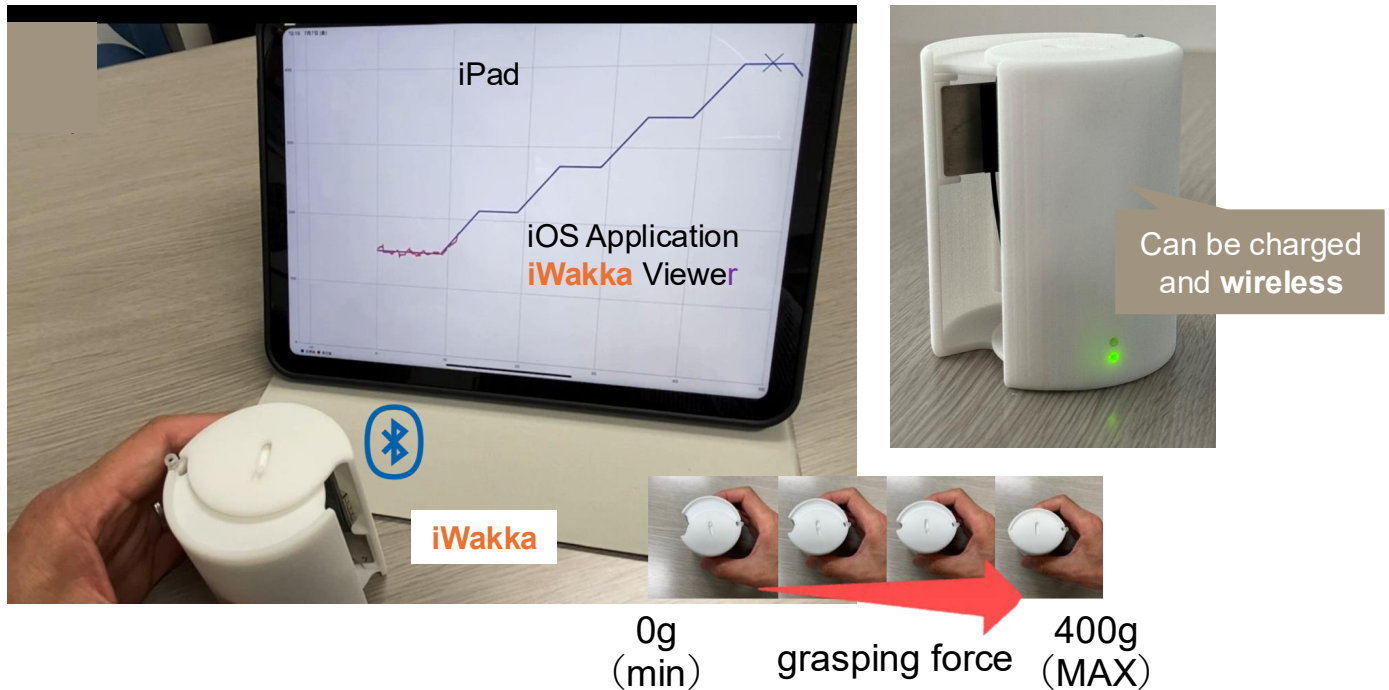 iPad
iOS Application
iWakka Viewer
Can be charged
and wireless
iWakka
0g
（min）
grasping force
400g
（MAX）